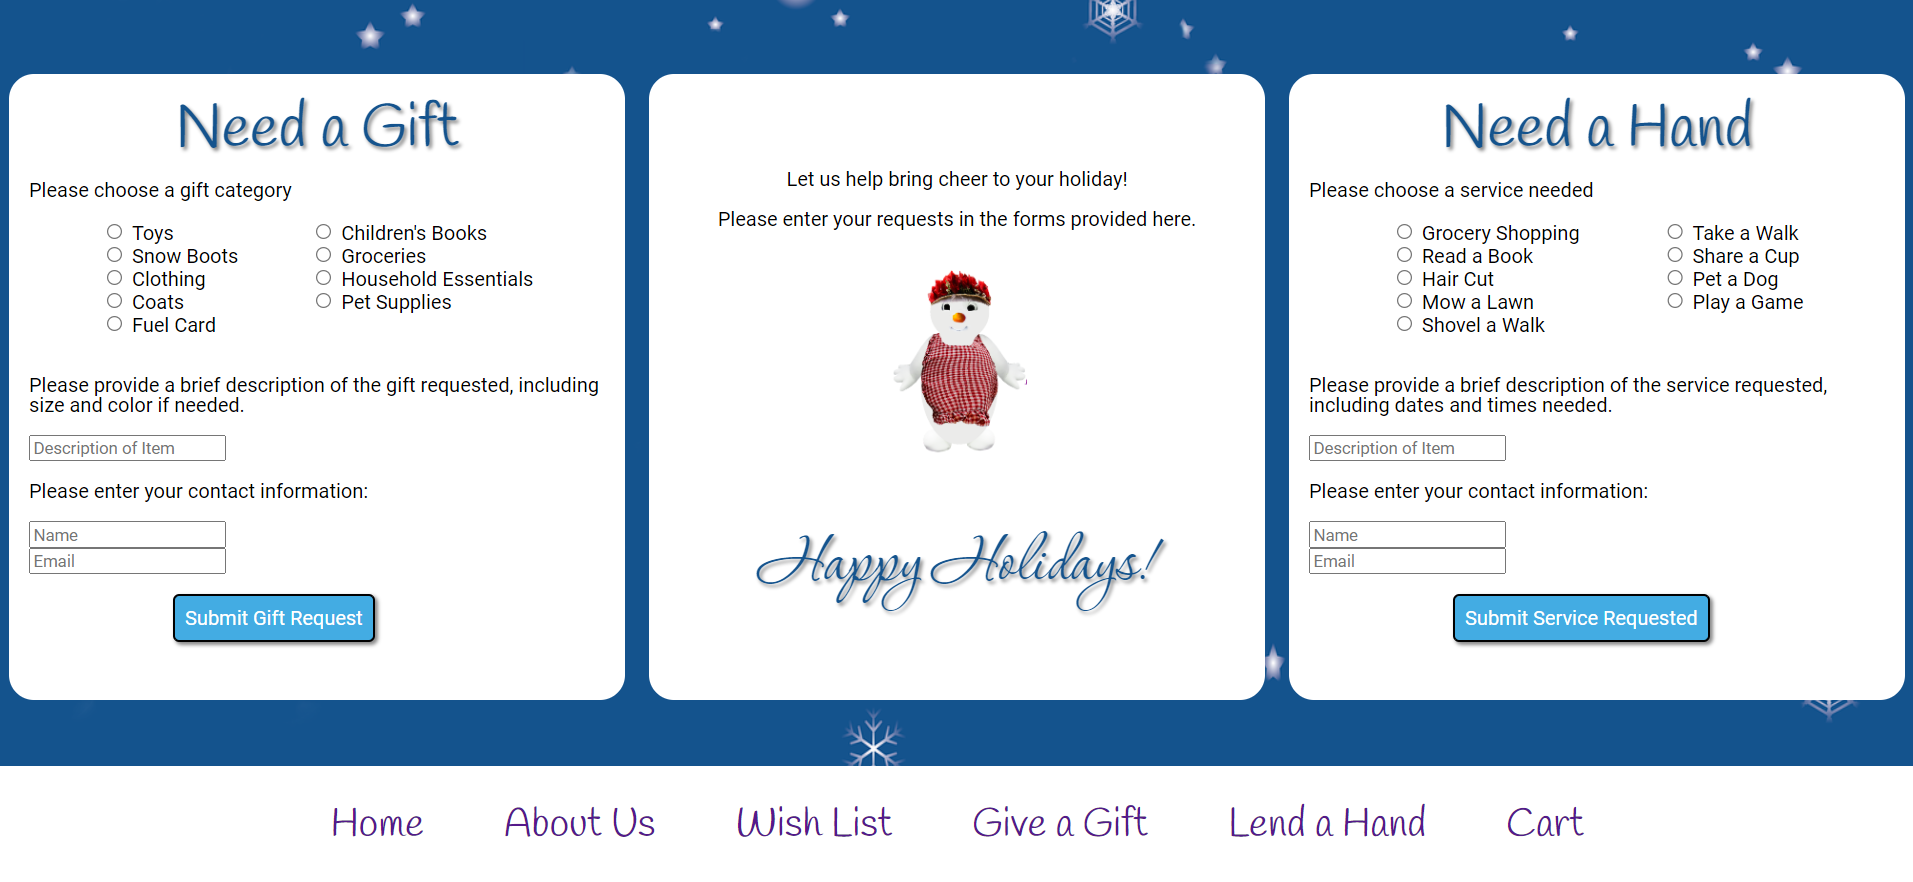 Need a Gift
Please choose a gift category
Toys
Snow Boots
Clothing
Coats
Fuel Card
Children's Books
Groceries
Household Essentials
Pet Supplies
Please provide a brief description of the gift requested, including
size and color if needed.
Description of Item
Please enter your contact information:
Name
Email
Submit Gift Request
Let us help bring cheer to your holiday!
Please enter your requests in the forms provided here.
Happy Holidays!
Need a Hand
Please choose a service needed
Grocery Shopping
Read a Book
Hair Cut
Mow a Lawn
Shovel a Walk
Take a Walk
Share a Cup
Pet a Dog
Play a Game
Please provide a brief description of the service requested,
including dates and times needed.
Description of Item
Please enter your contact information:
Name
Email
Submit Service Requested
Home About Us Wish List Give a Gift Lend a Hand Cart